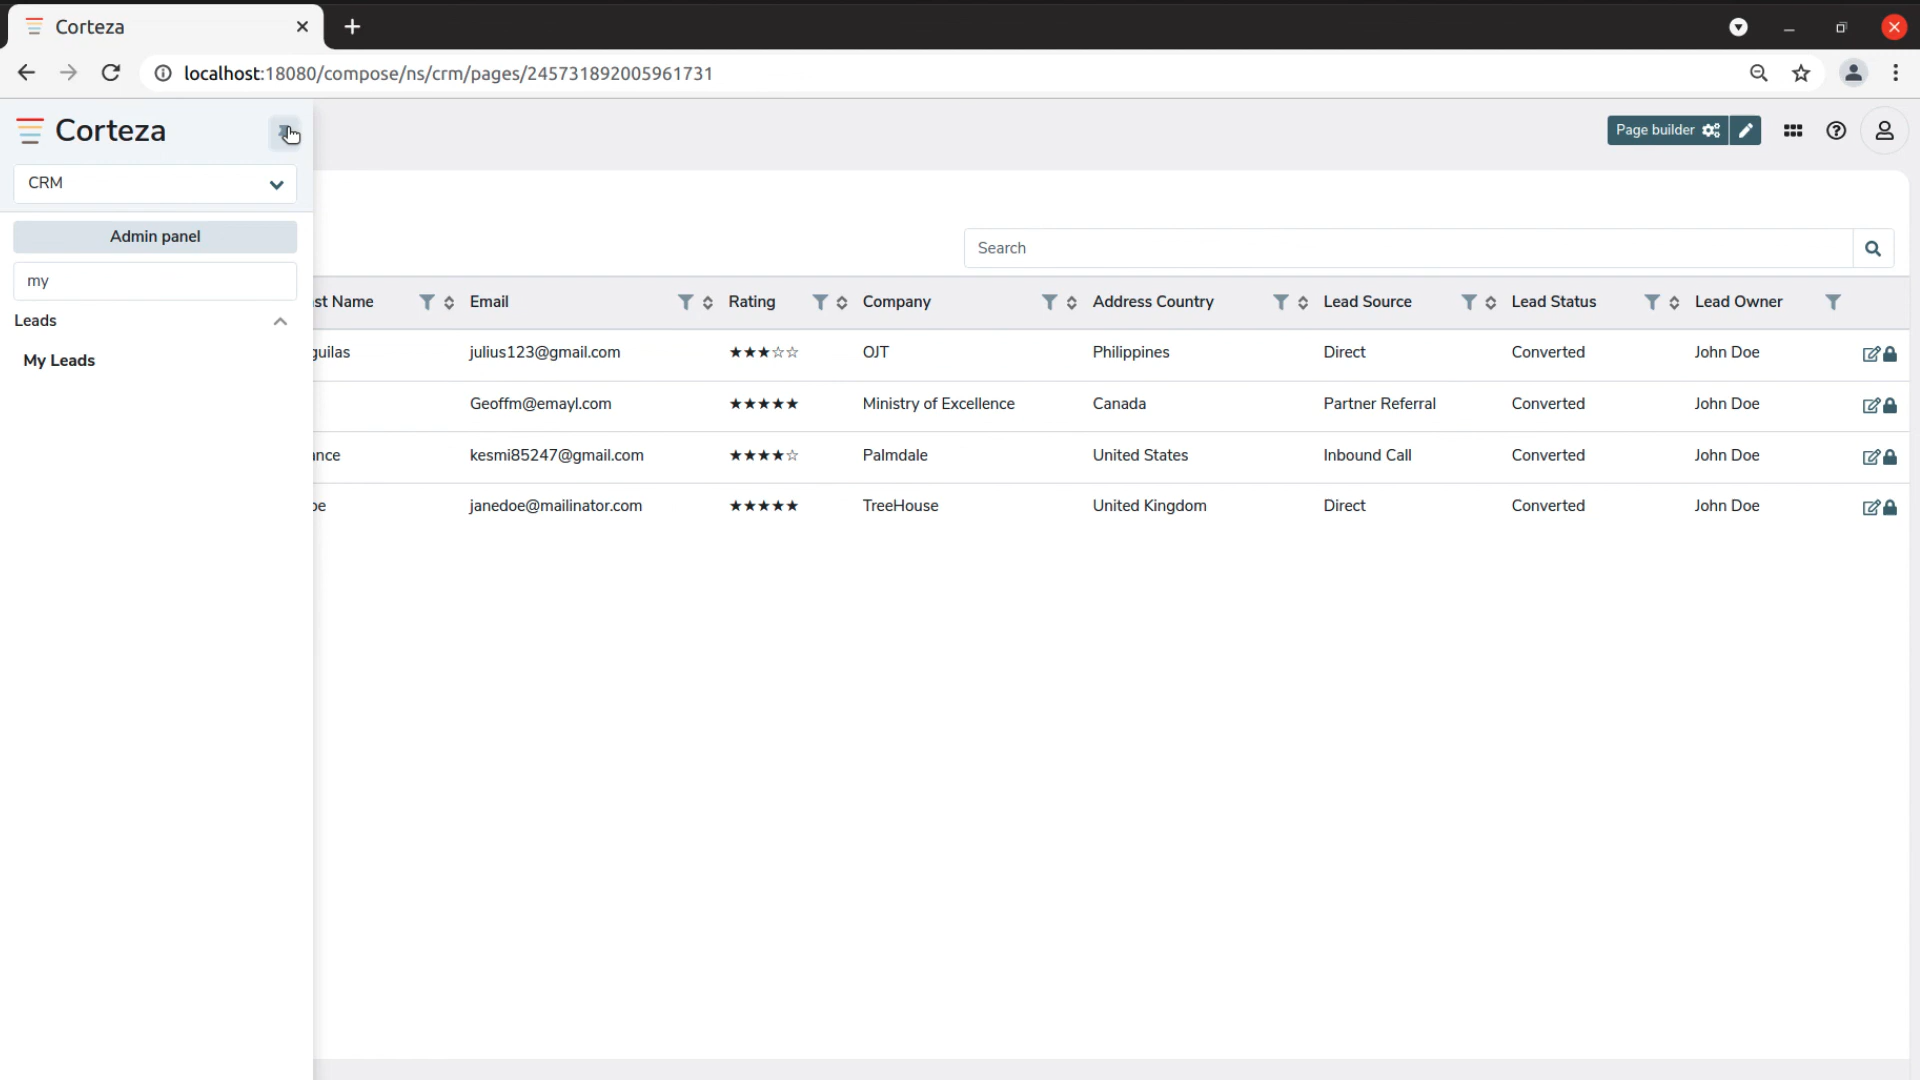 Corteza
localhost:18080/compose/ns/crm/pages/245731892005961731
Corteza
Page builder
CRM
Admin panel
my
Search
Leads
My Leads
st Name Email Rating Company Address Country Lead Source Lead Status Lead Owner
guilas julius123@gmail.com ★★★☆☆ OJT Philippines Direct Converted John Doe
Geoffm@emayl.com ★★★★★ Ministry of Excellence Canada Partner Referral Converted John Doe
nce kesmi85247@gmail.com ★★★★☆ Palmdale United States Inbound Call Converted John Doe
oe janedoe@mailinator.com ★★★★★ TreeHouse United Kingdom Direct Converted John Doe